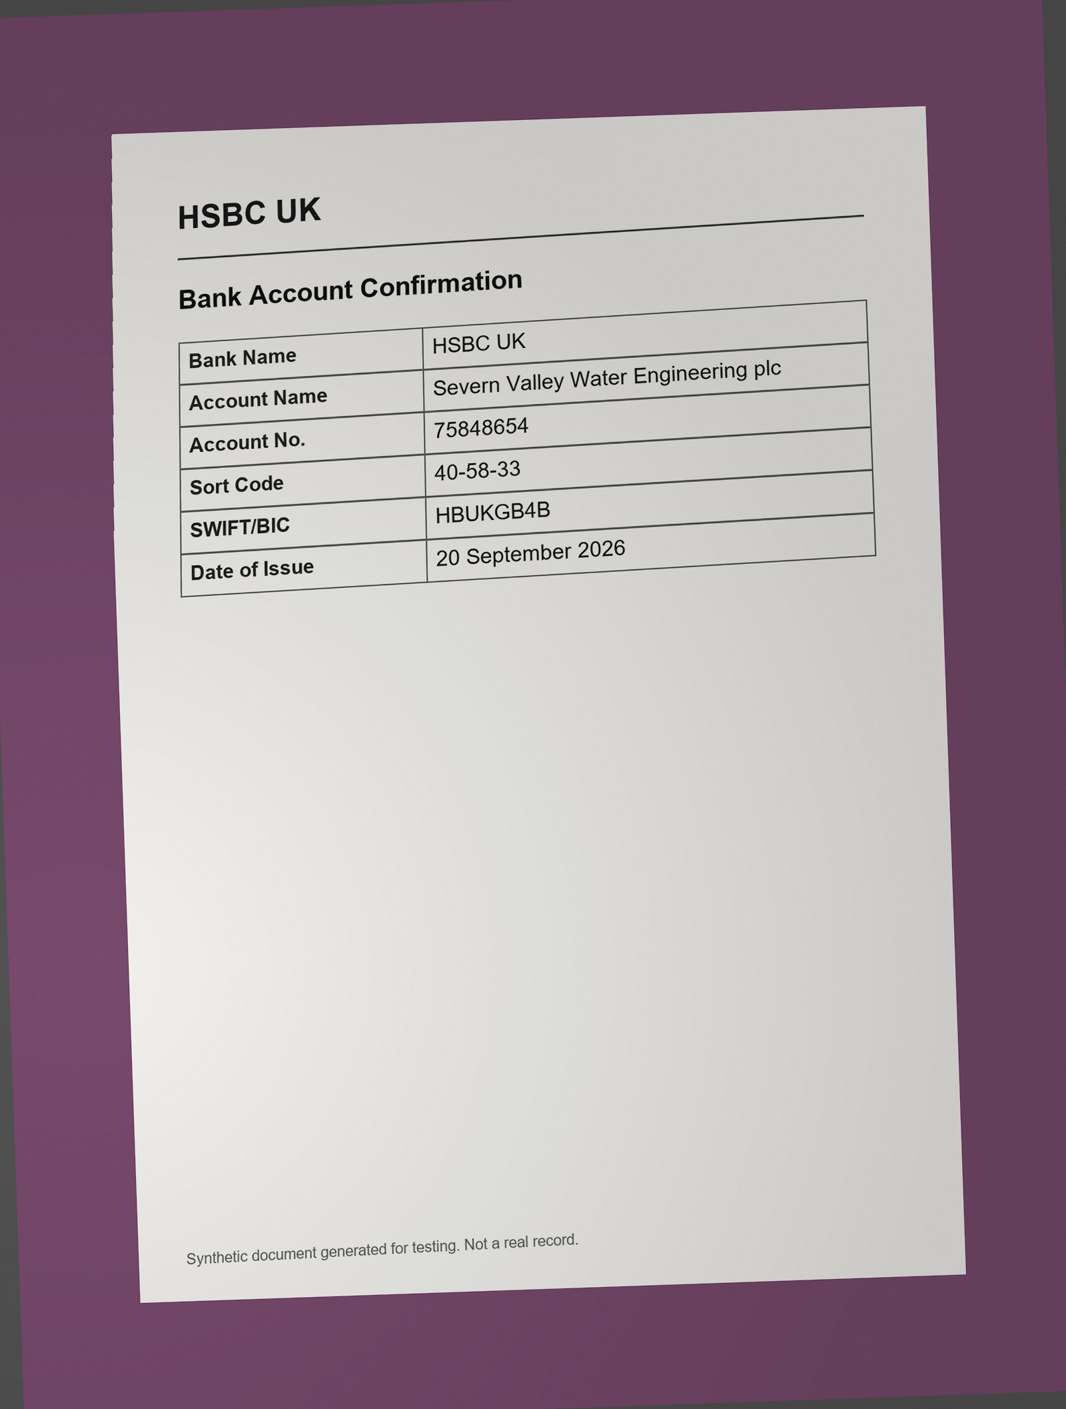 HSBC UK
Bank Account Confirmation
Bank Name HSBC UK
Account Name Severn Valley Water Engineering plc
Account No. 75848654
Sort Code 40-58-33
SWIFT/BIC HBUKGB4B
Date of Issue 20 September 2026
Synthetic document generated for testing. Not a real record.